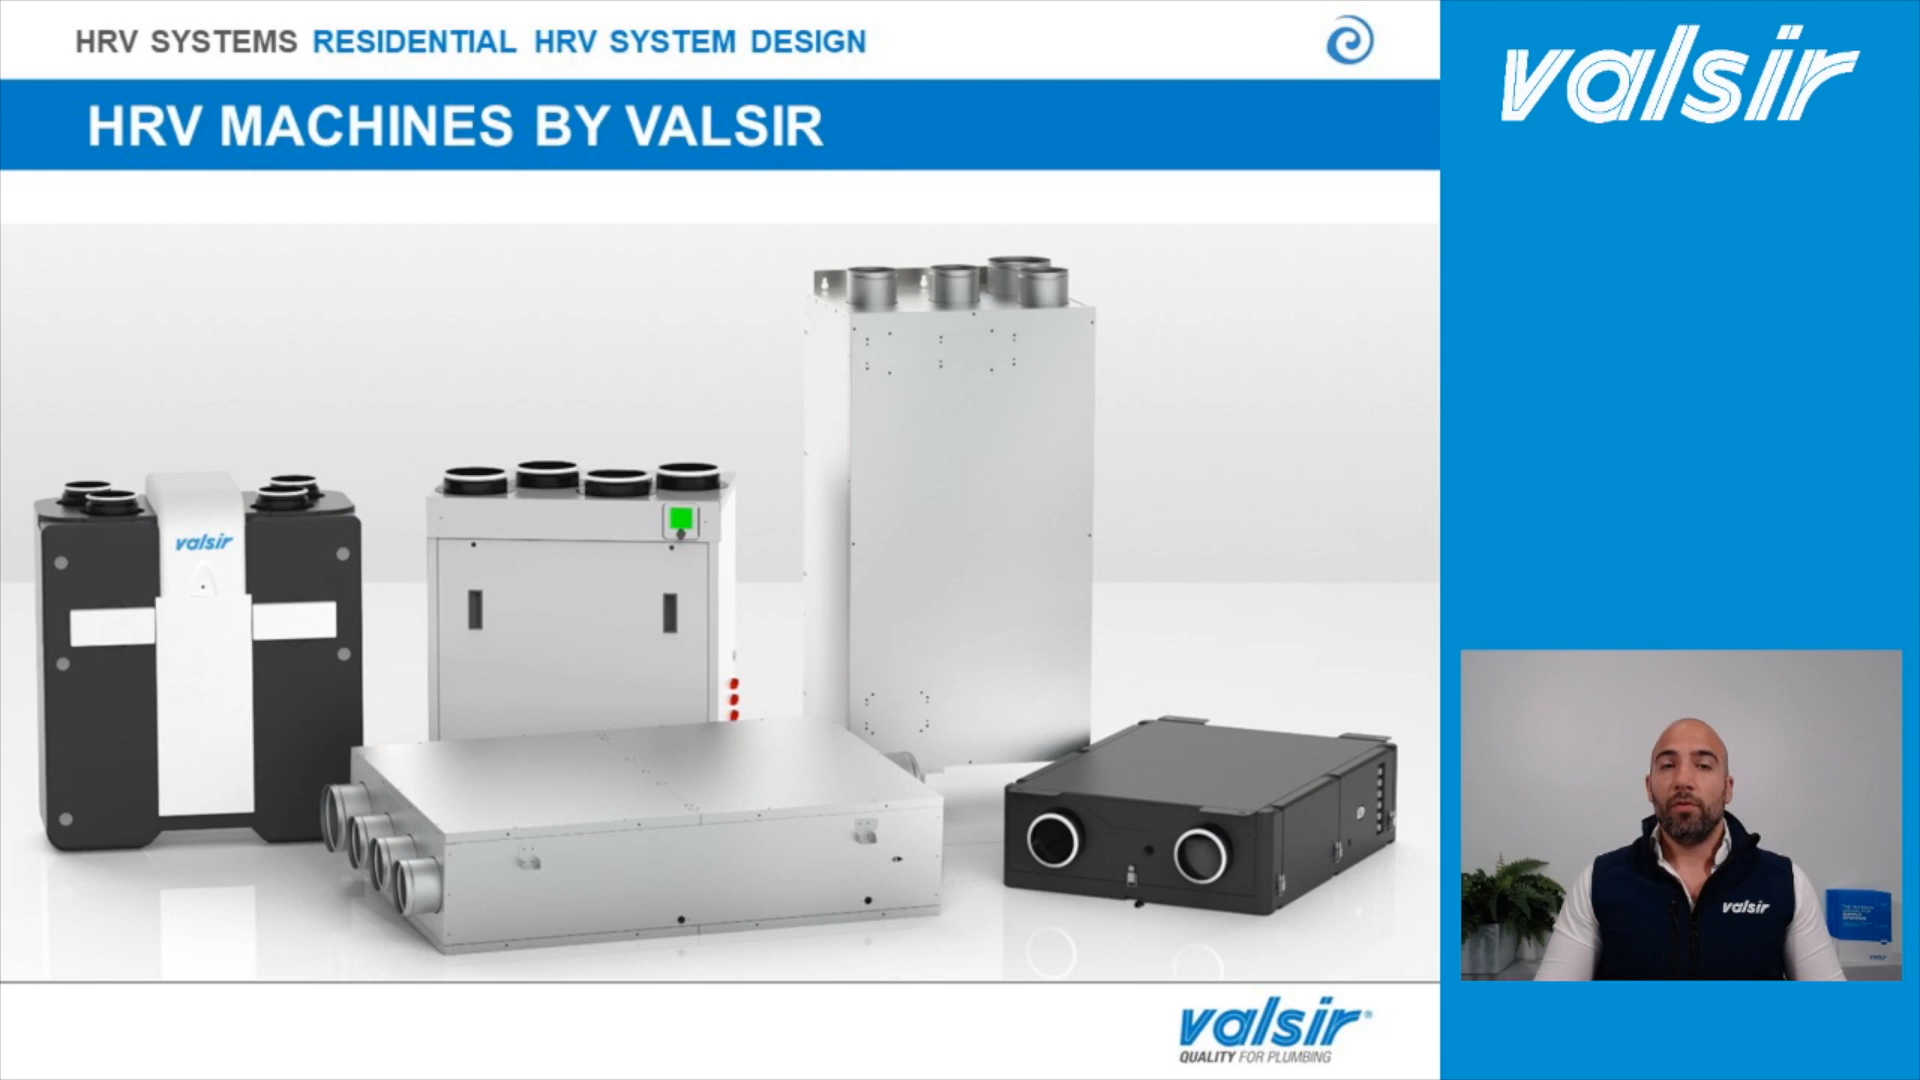 HRV SYSTEMS RESIDENTIAL HRV SYSTEM DESIGN
HRV MACHINES BY VALSIR
valsir
valsir
valsir
valsir®
QUALITY FOR PLUMBING